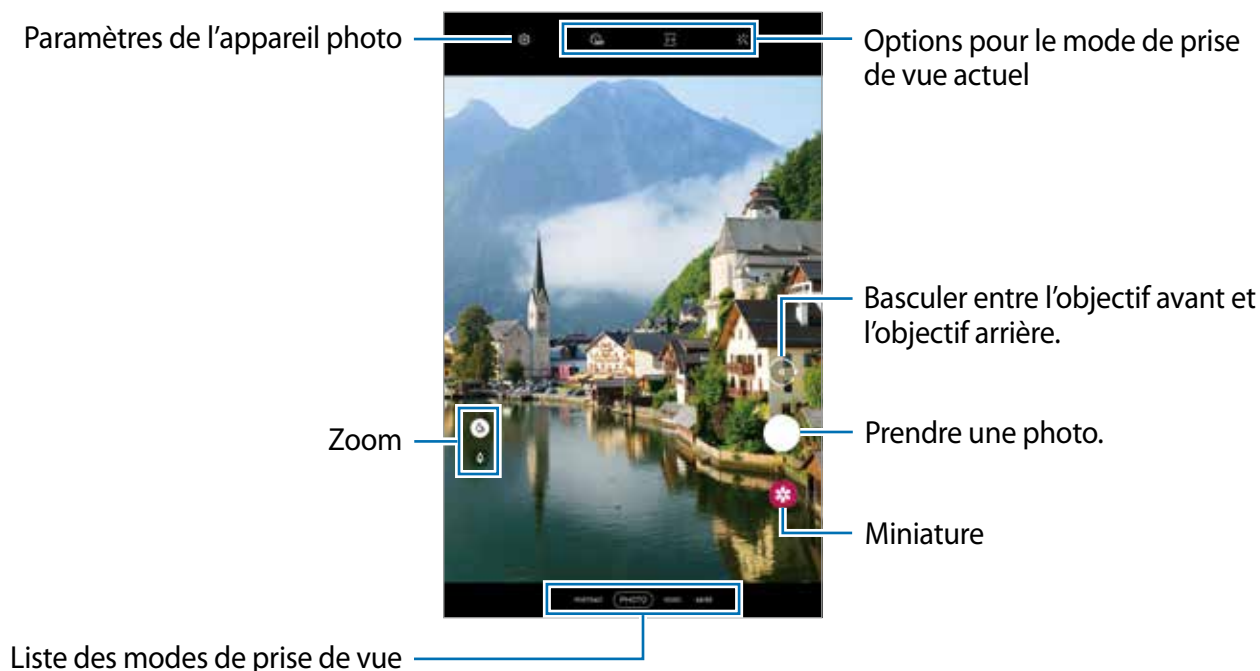 Paramètres de l'appareil photo
Options pour le mode de prise
de vue actuel
Basculer entre l'objectif avant et
l'objectif arrière.
Zoom
Prendre une photo.
Miniature
PHOTO
Liste des modes de prise de vue